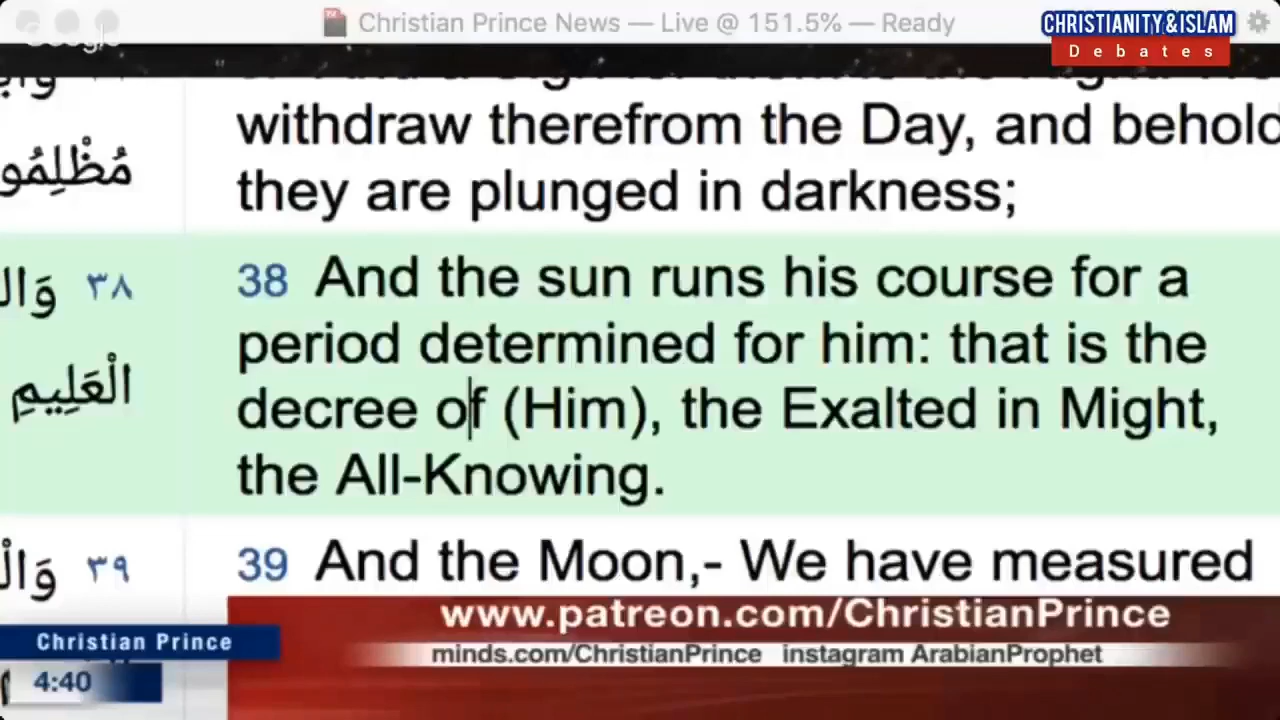 Christian Prince News — Live @ 151.5% — Ready
CHRISTIANITY&ISLAM
Debates
withdraw therefrom the Day, and behold
they are plunged in darkness;
38 And the sun runs his course for a
period determined for him: that is the
decree of (Him), the Exalted in Might,
the All-Knowing.
39 And the Moon,- We have measured
٣٨
الْعَلِيمِ
٣٩
www.patreon.com/ChristianPrince
minds.com/ChristianPrince instagram ArabianProphet
Christian Prince
4:40